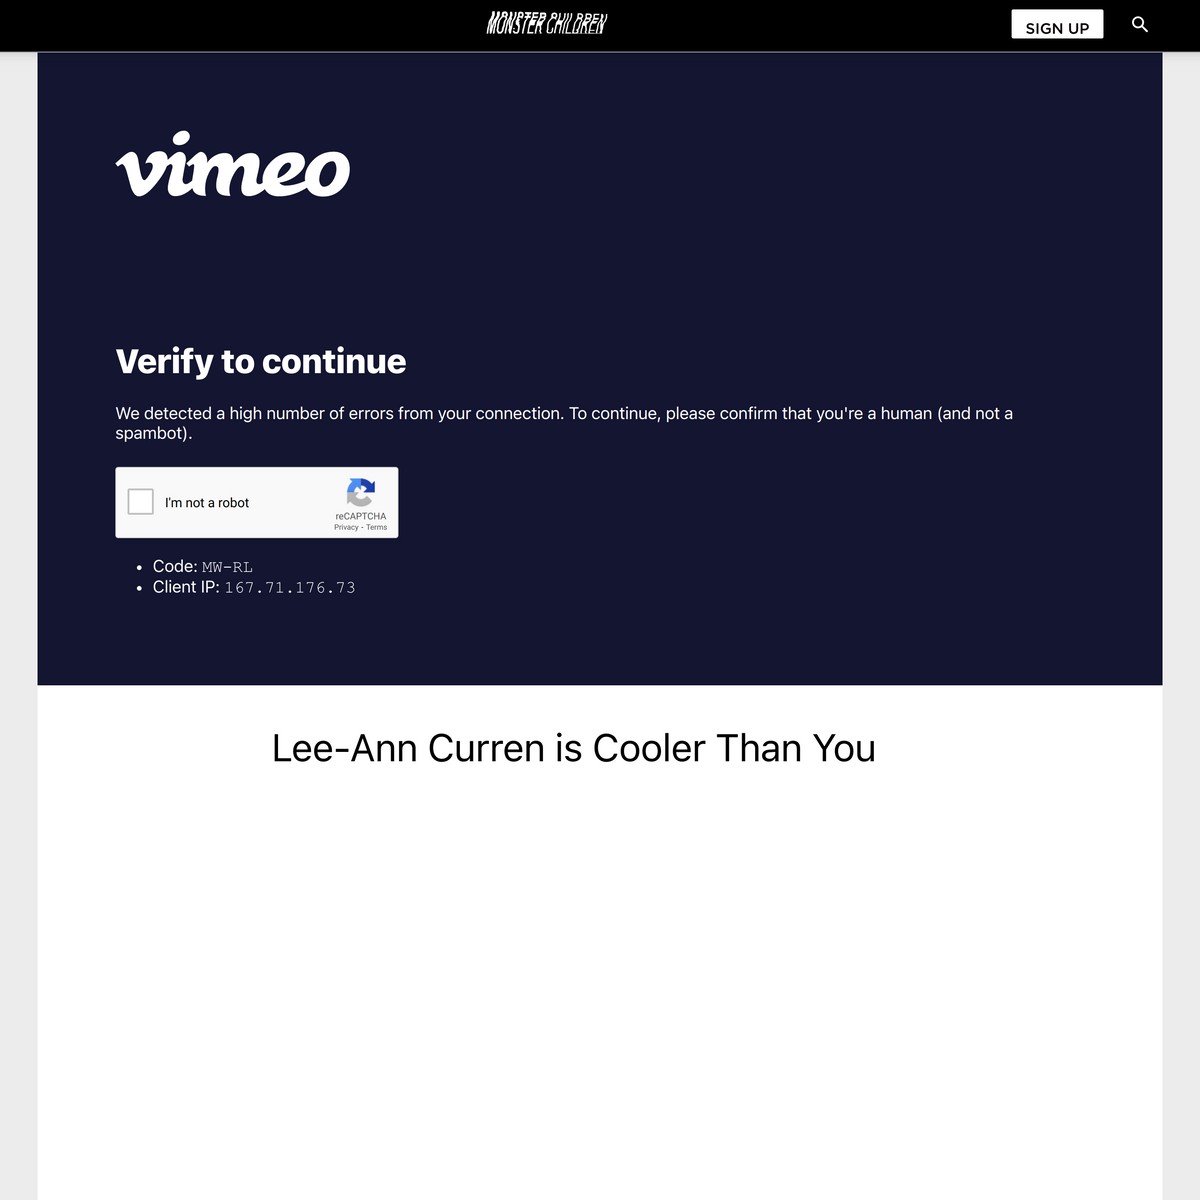 MONSTER CHILDREN
SIGN UP
vimeo
Verify to continue
We detected a high number of errors from your connection. To continue, please confirm that you're a human (and not a
spambot).
I'm not a robot
reCAPTCHA
Privacy - Terms
• Code: MW-RL
• Client IP: 167.71.176.73
Lee-Ann Curren is Cooler Than You